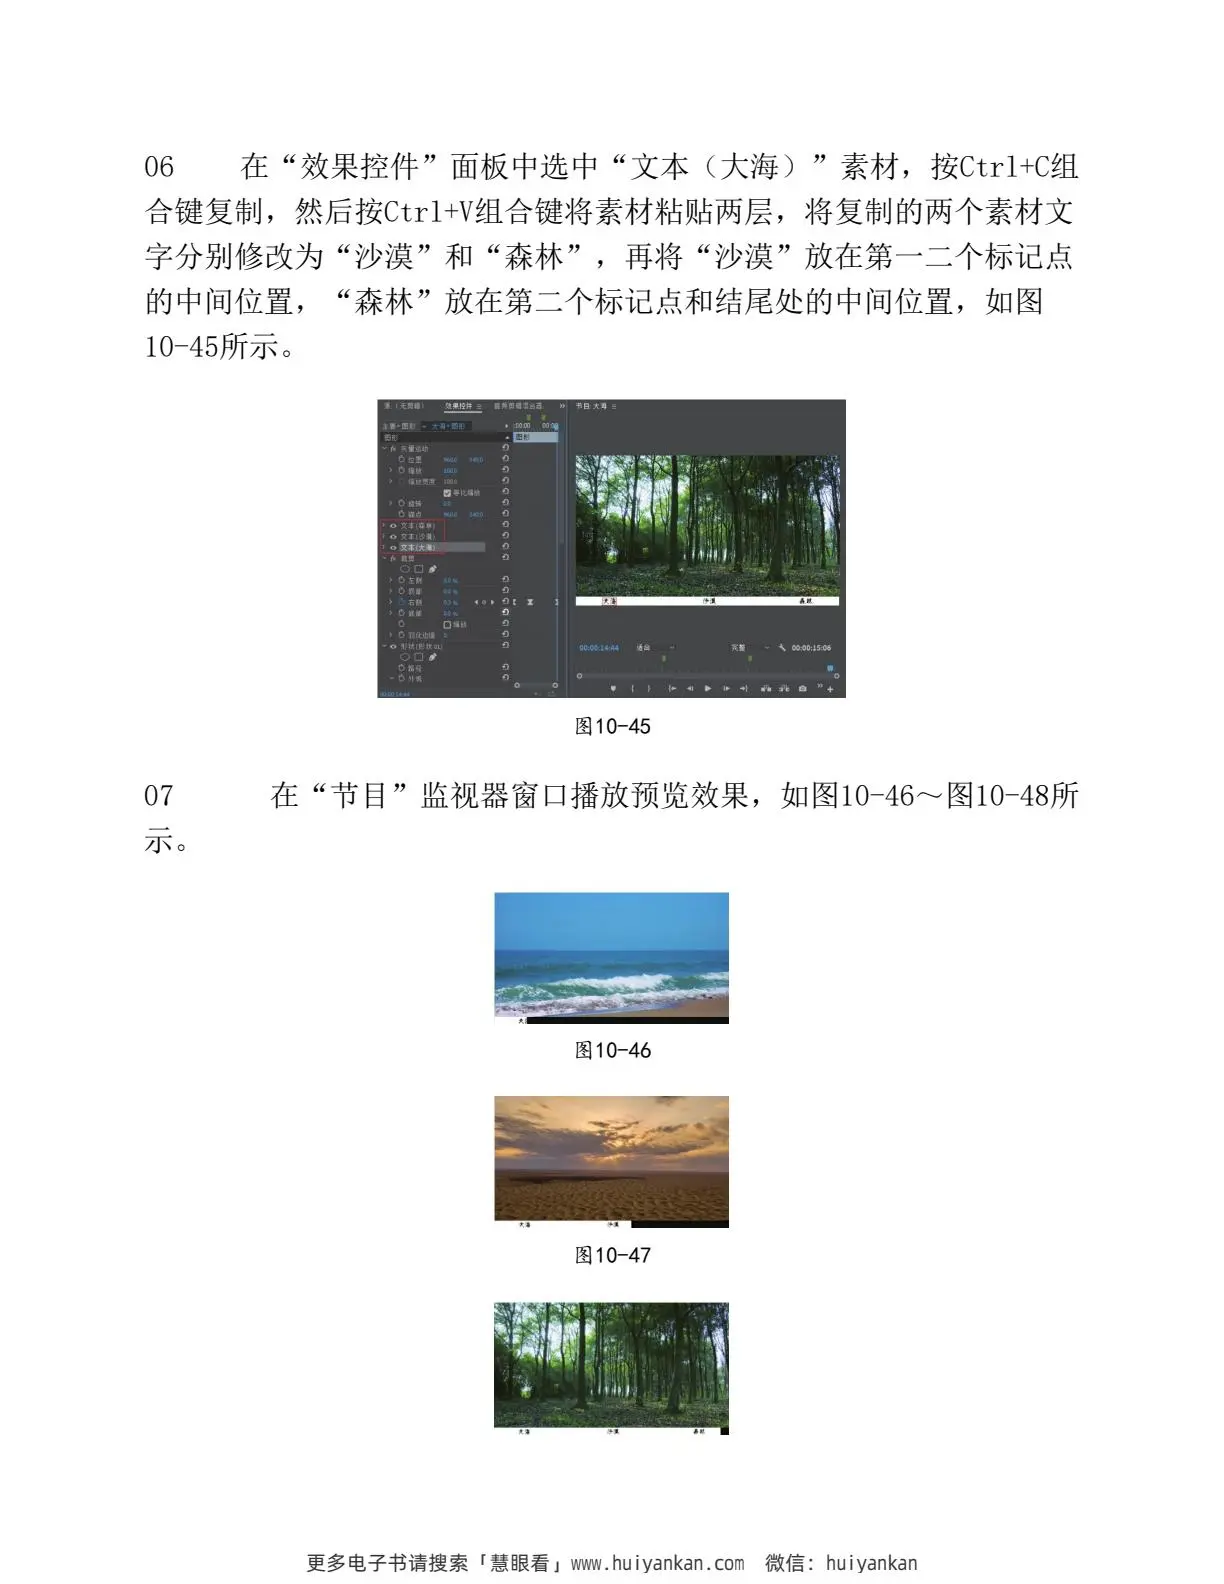 06 在“效果控件”面板中选中“文本（大海）”素材，按Ctrl+C组
合键复制，然后按Ctrl+V组合键将素材粘贴两层，将复制的两个素材文
字分别修改为“沙漠”和“森林”，再将“沙漠”放在第一二个标记点
的中间位置，“森林”放在第二个标记点和结尾处的中间位置，如图
10-45所示。
源:（无剪辑） 效果控件 音频剪辑混合器: 节目:大海
主要*图形 大海*图形 :00:00 00:00
图形 图形
fx 矢量运动
位置 960.0 540.0
缩放 100.0
缩放宽度 100.0
等比缩放
旋转 0.0
锚点 960.0 540.0
文本(森林)
文本(沙漠)
文本(大海)
fx 裁剪
左侧 0.0 %
顶部 0.0 %
右侧
底部 0.0 %
缩放
羽化边缘 0
形状(形状 01)
路径
外观
00:00:14:44
大海 沙漠 森林
00:00:14:44 适合 完整 00:00:15:06
图10-45
07 在“节目”监视器窗口播放预览效果，如图10-46～图10-48所
示。
大
图10-46
大海 沙漠
图10-47
大海 沙漠 森林
更多电子书请搜索「慧眼看」www.huiyankan.com 微信：huiyankan